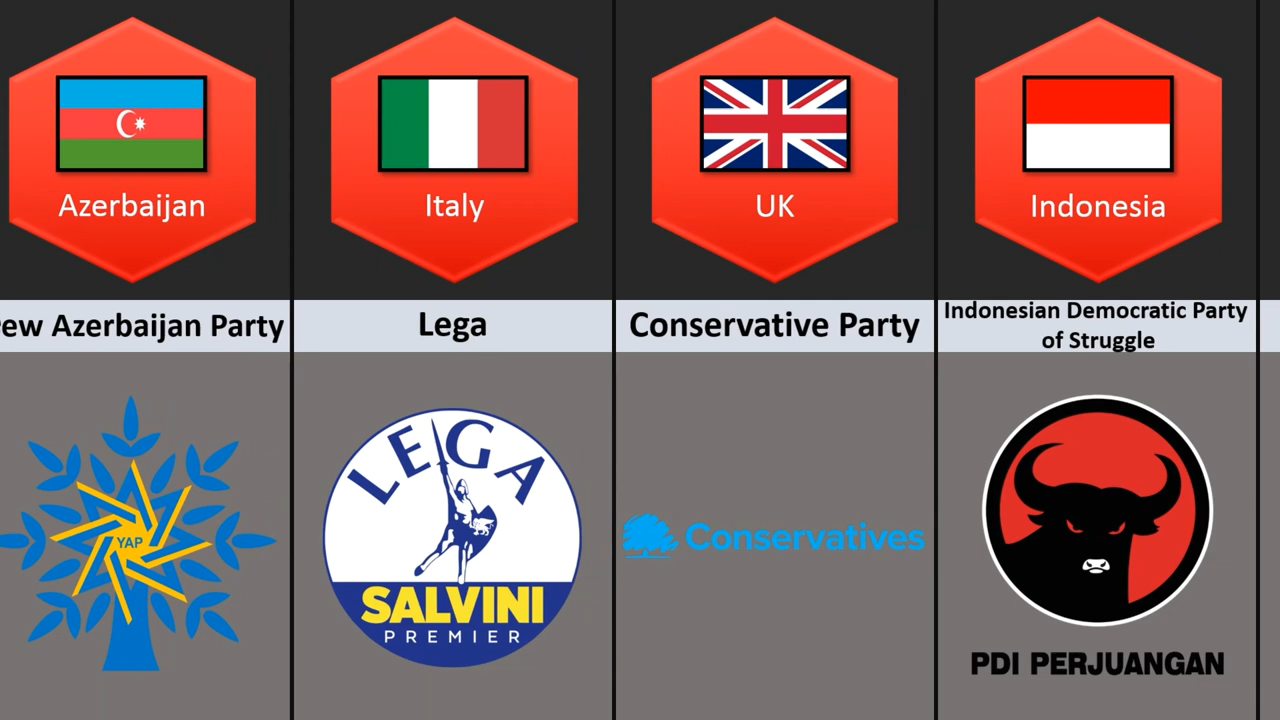 Azerbaijan
Italy
UK
Indonesia
Azerbaijan Party
Lega
Conservative Party
Indonesian Democratic Party
of Struggle
YAP
LEGA
SALVINI
PREMIER
Conservatives
PDI PERJUANGAN